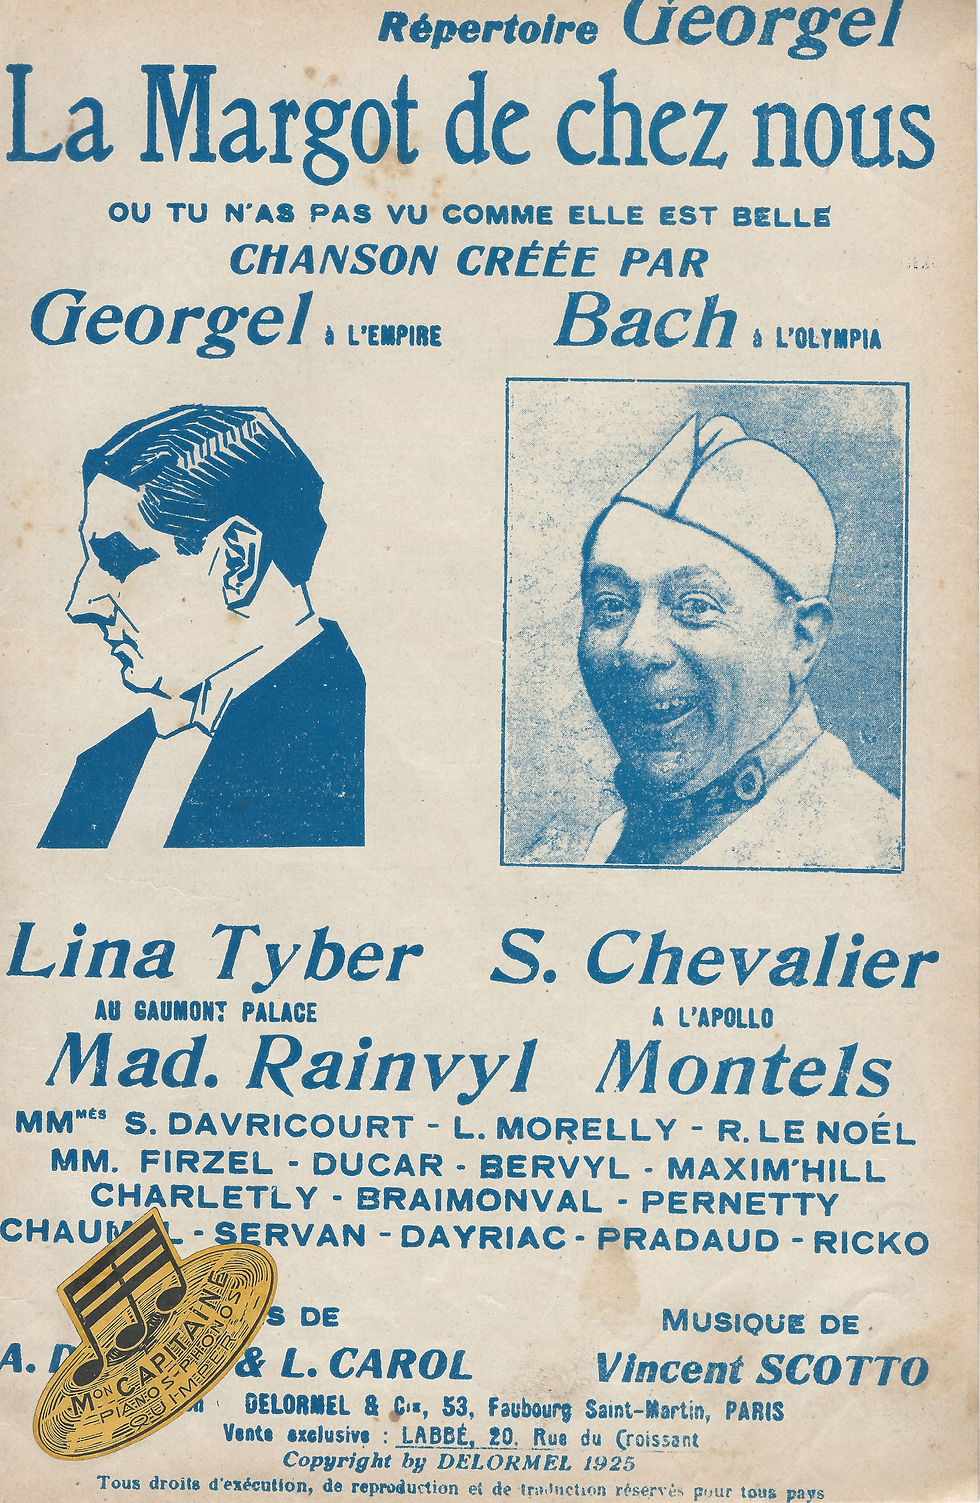 Répertoire Georgel
La Margot de chez nous
OU TU N'AS PAS VU COMME ELLE EST BELLE
CHANSON CRÉÉE PAR
Georgel à L'EMPIRE
Bach à L'OLYMPIA
Lina Tyber
AU GAUMONT PALACE
S. Chevalier
A L'APOLLO
Mad. Rainvyl Montels
MMMÉS S. DAVRICOURT - L. MORELLY - R. LE NOÉL
MM. FIRZEL - DUCAR - BERVYL - MAXIM'HILL
CHARLETLY - BRAIMONVAL - PERNETTY
SERVAN - DAYRIAC - PRADAUD - RICKO
DE
A. & L. CAROL
MUSIQUE DE
Vincent SCOTTO
MON CAPITAINE
PIANOS-PHONOS
QUIMPER
DELORMEL & Cie, 53, Faubourg Saint-Martin, PARIS
Vente exclusive : LABBÉ, 20, Rue du Croissant
Copyright by DELORMEL 1925
Tous droits d'exécution, de reproduction et de traduction réservés pour tous pays